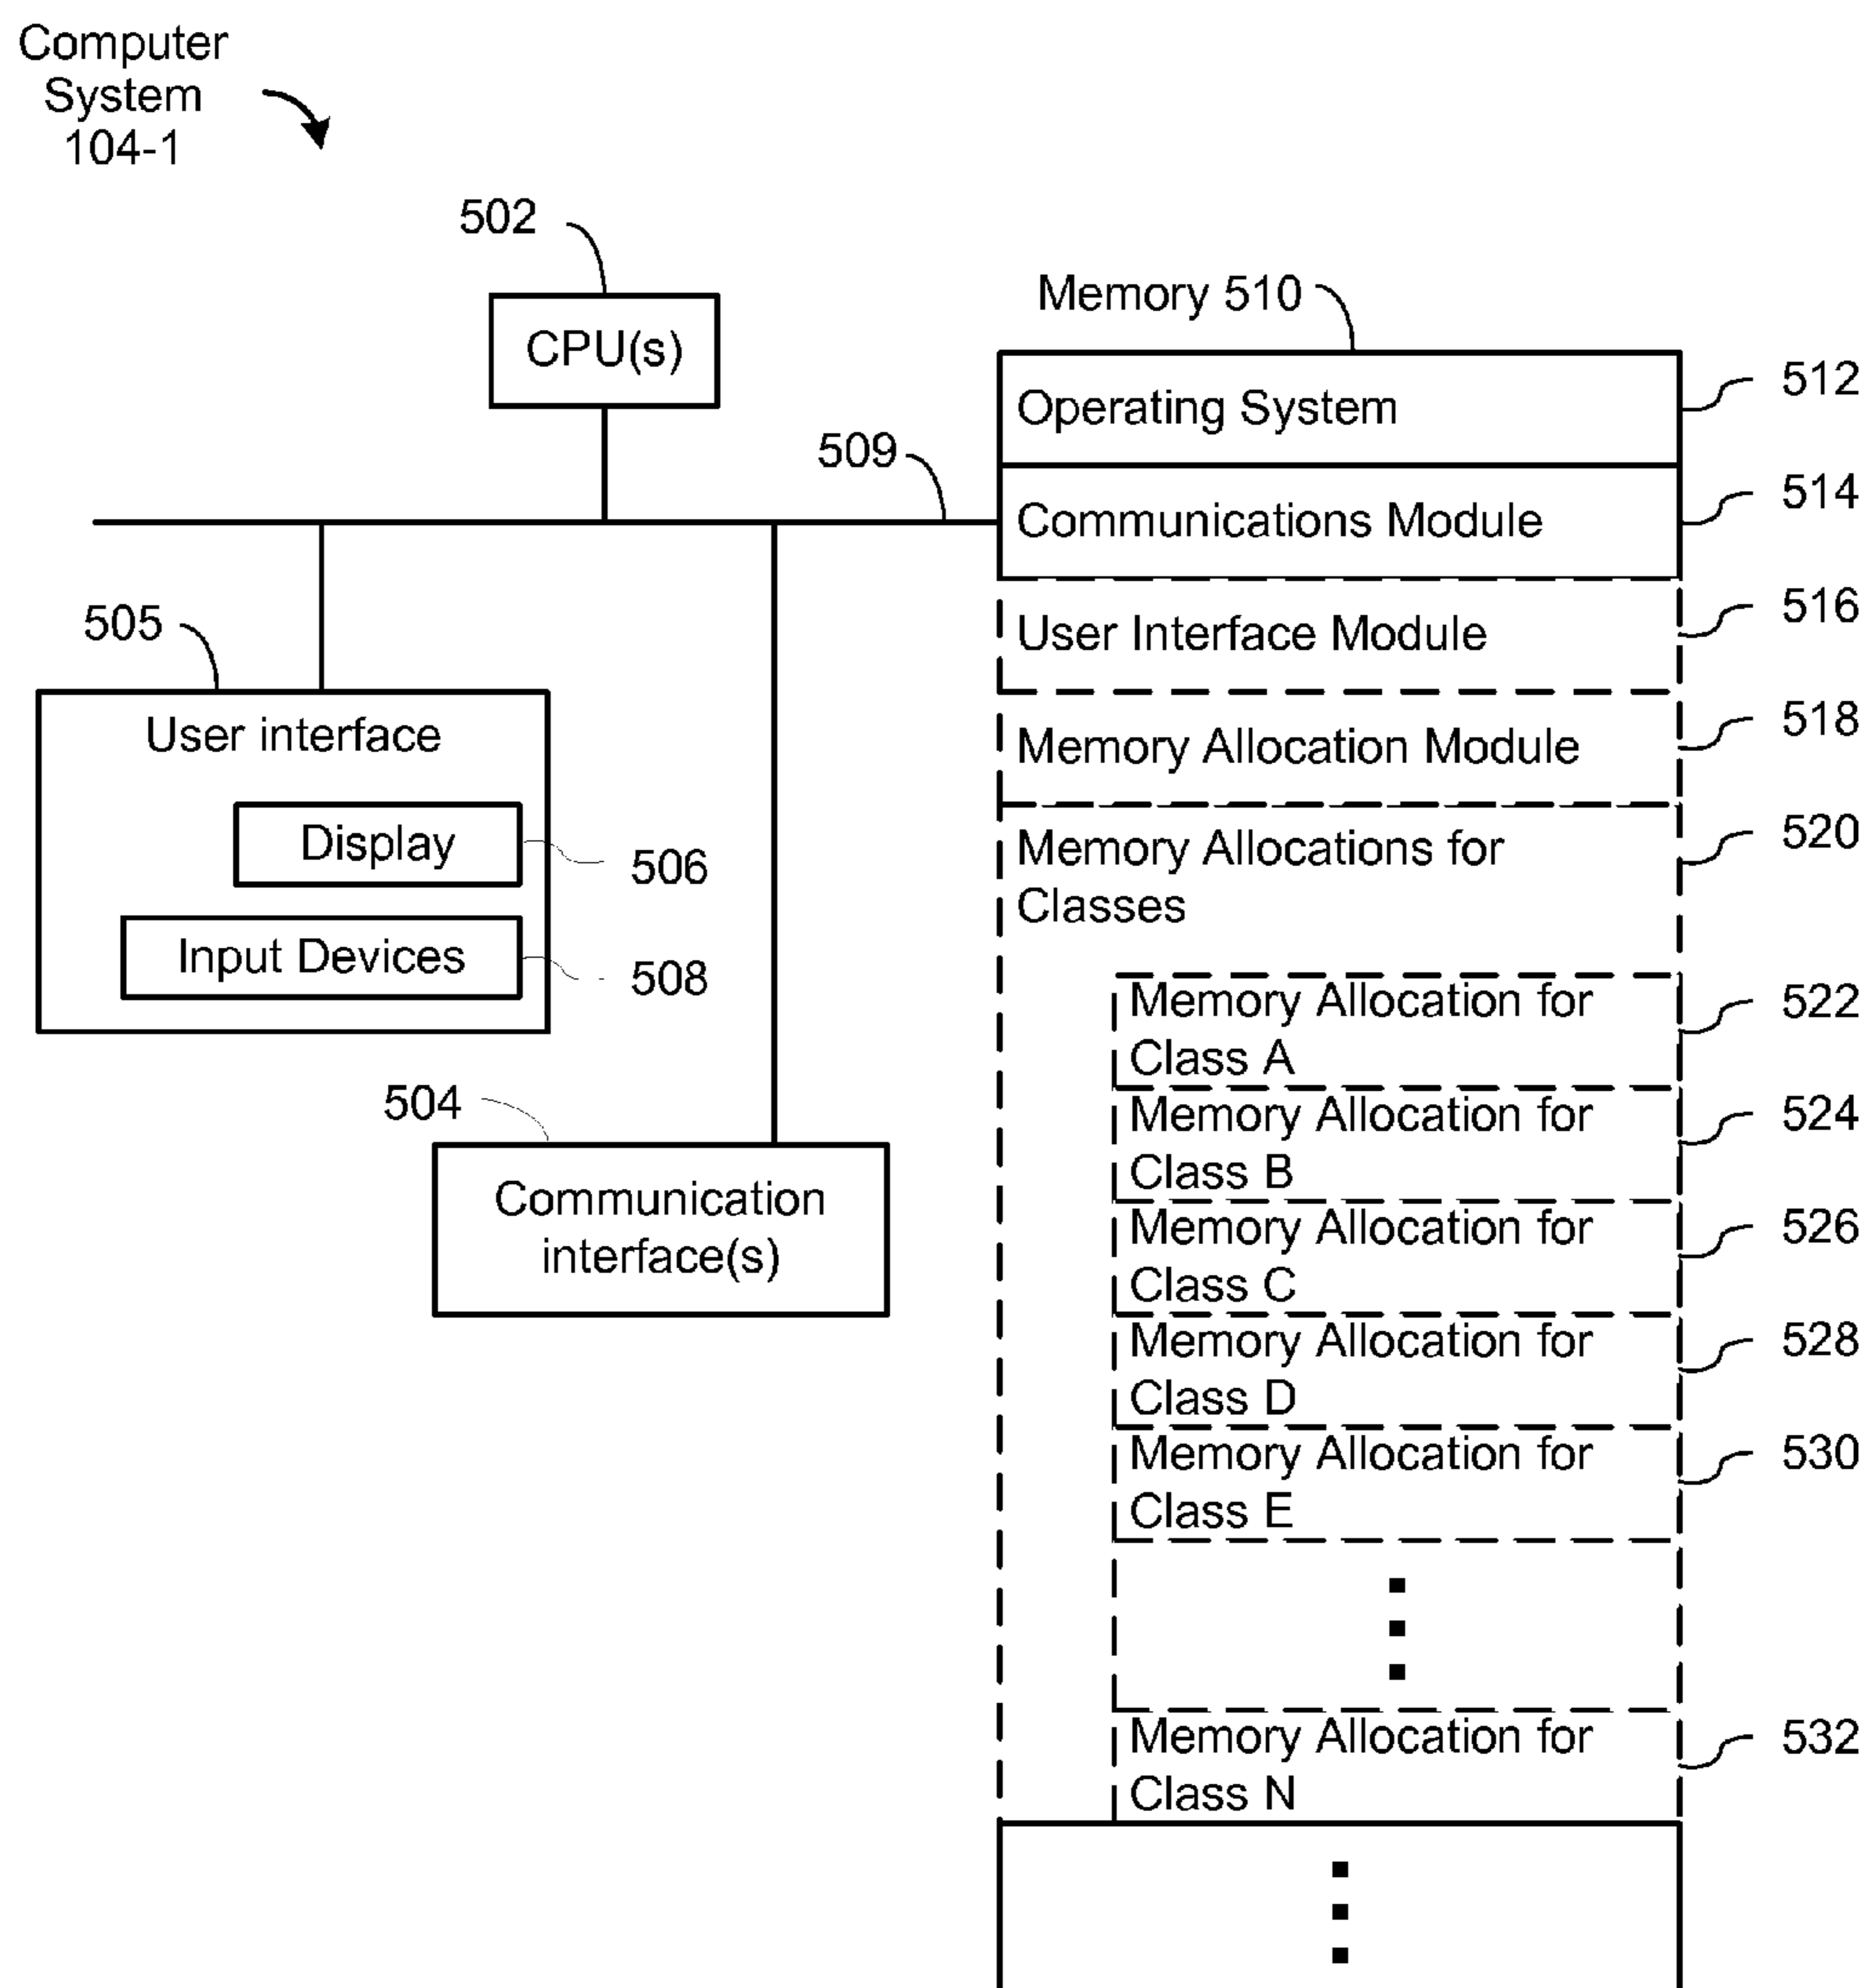 Computer
System
104-1
502
CPU(s)
509
505
User interface
Display
506
Input Devices
508
504
Communication
interface(s)
Memory 510
Operating System
512
Communications Module
514
User Interface Module
516
Memory Allocation Module
518
Memory Allocations for
Classes
520
Memory Allocation for
Class A
522
Memory Allocation for
Class B
524
Memory Allocation for
Class C
526
Memory Allocation for
Class D
528
Memory Allocation for
Class E
530
Memory Allocation for
Class N
532